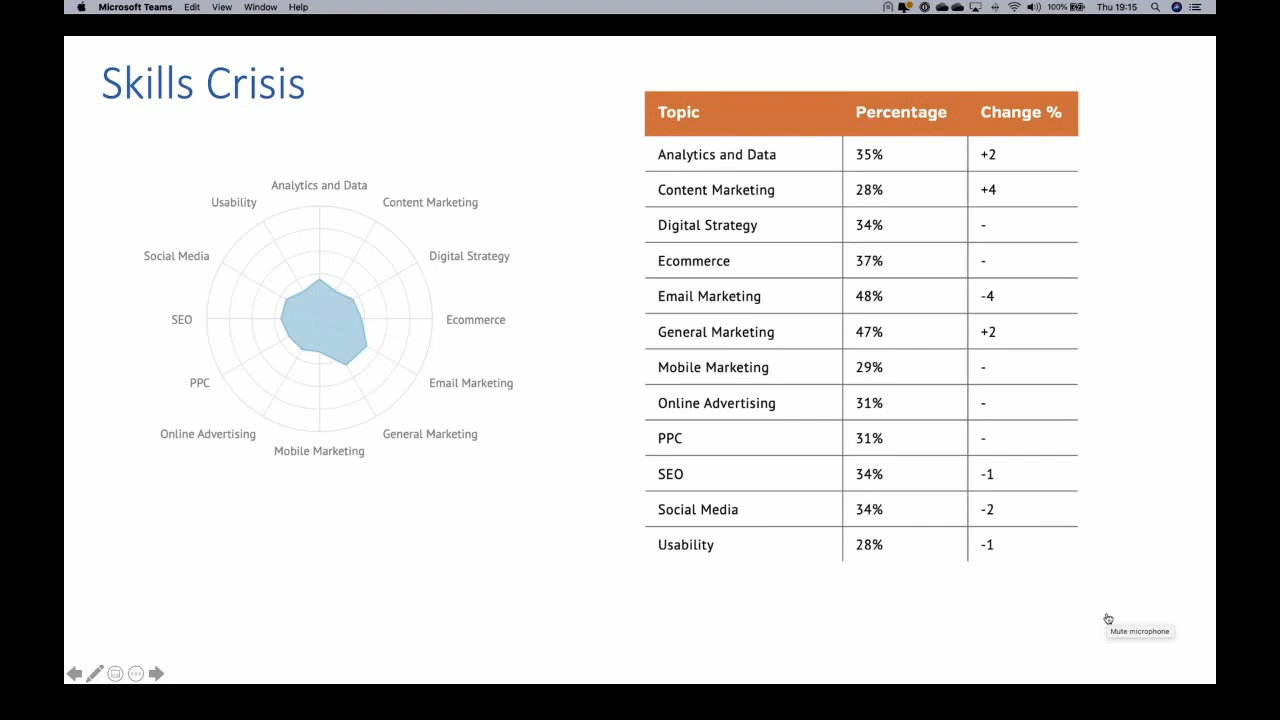 Microsoft Teams Edit View Window Help 100% Thu 19:15
Skills Crisis
Analytics and Data
Usability
Content Marketing
Social Media
Digital Strategy
SEO
Ecommerce
PPC
Email Marketing
Online Advertising
General Marketing
Mobile Marketing
Topic Percentage Change %
Analytics and Data 35% +2
Content Marketing 28% +4
Digital Strategy 34% -
Ecommerce 37% -
Email Marketing 48% -4
General Marketing 47% +2
Mobile Marketing 29% -
Online Advertising 31% -
PPC 31% -
SEO 34% -1
Social Media 34% -2
Usability 28% -1
Mute microphone